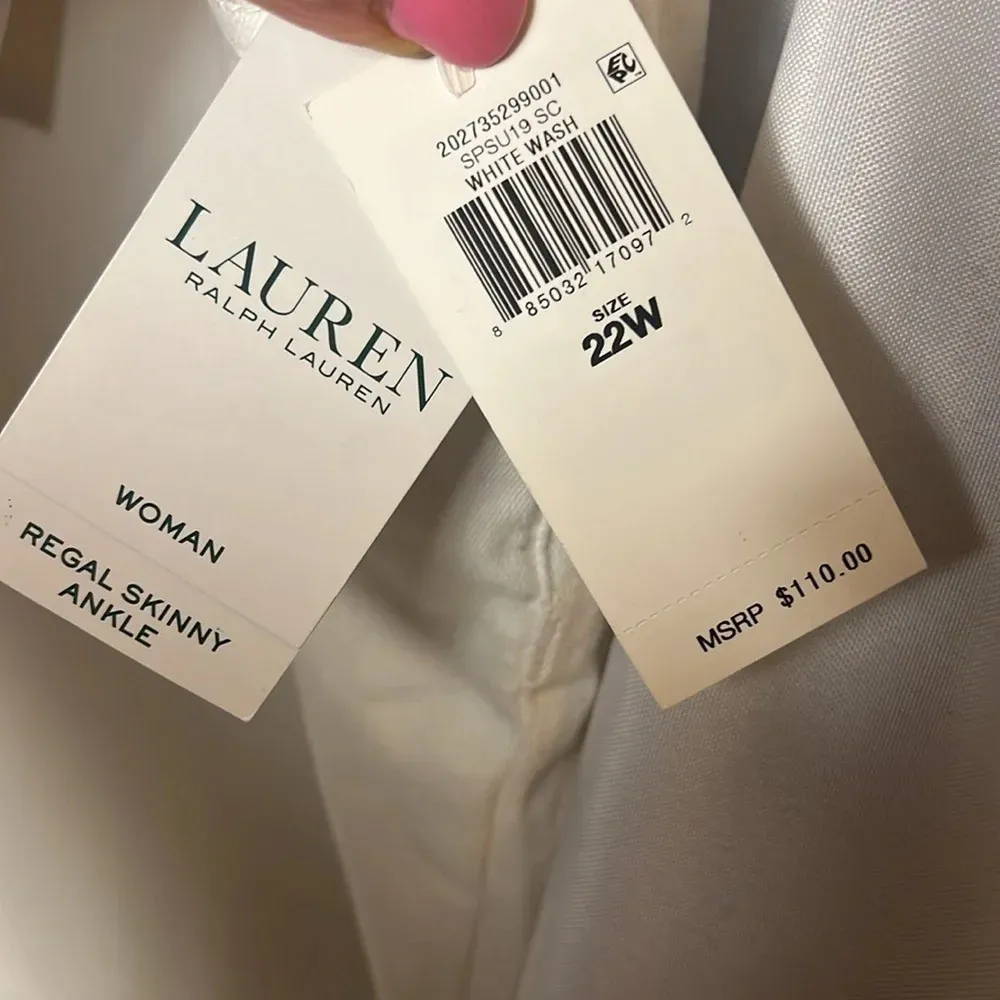 LAUREN
RALPH LAUREN
WOMAN
REGAL SKINNY
ANKLE
EPC
202735299001
SPSU19 SC
WHITE WASH
8 85032 17097 2
SIZE
22W
MSRP $110.00